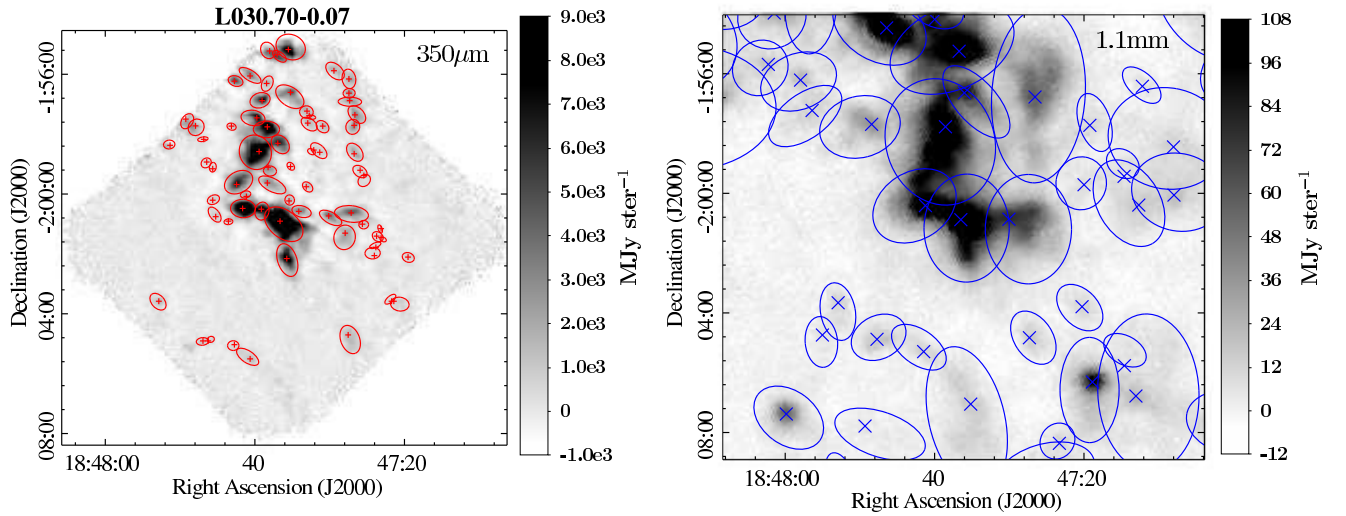 L030.70-0.07
350μm
Declination (J2000)
-1:56:00
-2:00:00
04:00
08:00
18:48:00
40
47:20
Right Ascension (J2000)
9.0e3
8.0e3
7.0e3
6.0e3
5.0e3
4.0e3
3.0e3
2.0e3
1.0e3
0
-1.0e3
MJy ster⁻¹
1.1mm
Declination (J2000)
-1:56:00
-2:00:00
04:00
08:00
18:48:00
40
47:20
Right Ascension (J2000)
108
96
84
72
60
48
36
24
12
0
-12
MJy ster⁻¹